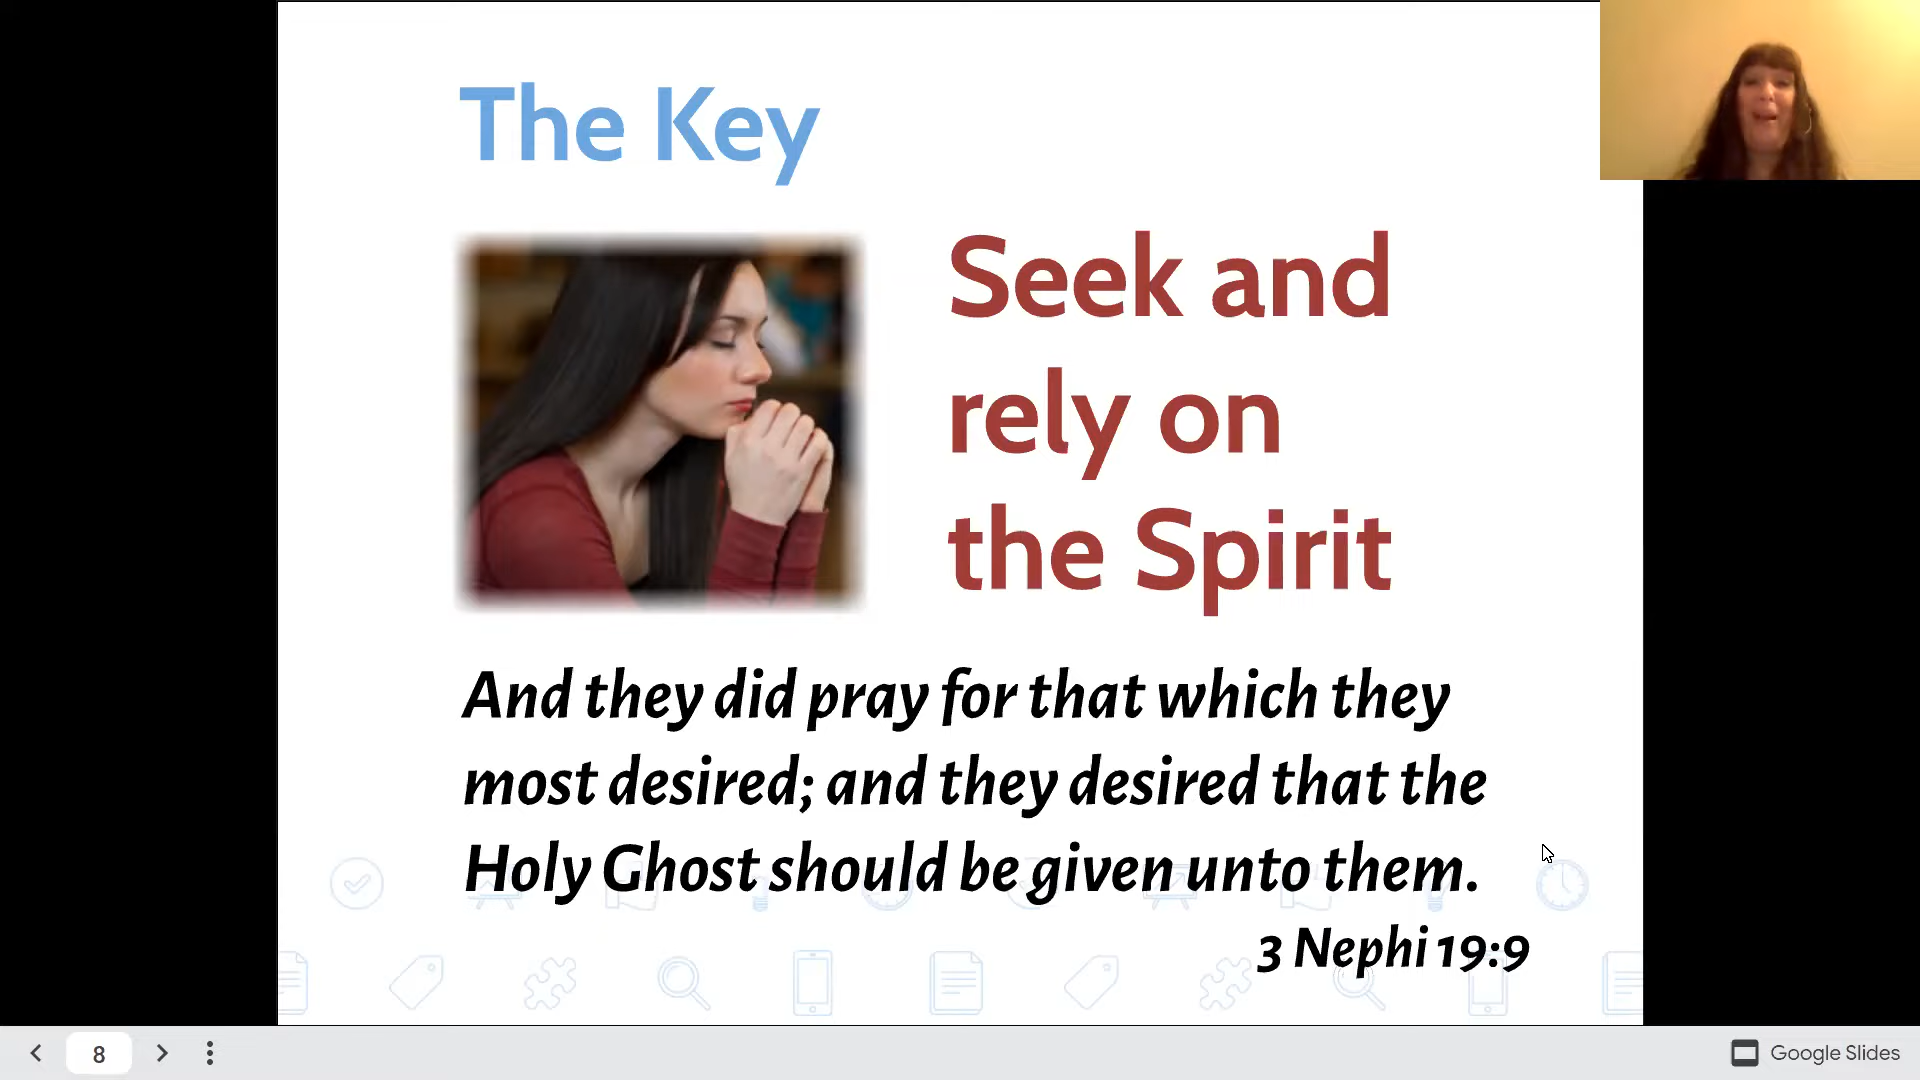 The Key
Seek and
rely on
the Spirit
And they did pray for that which they
most desired; and they desired that the
Holy Ghost should be given unto them.
3 Nephi 19:9
8
Google Slides